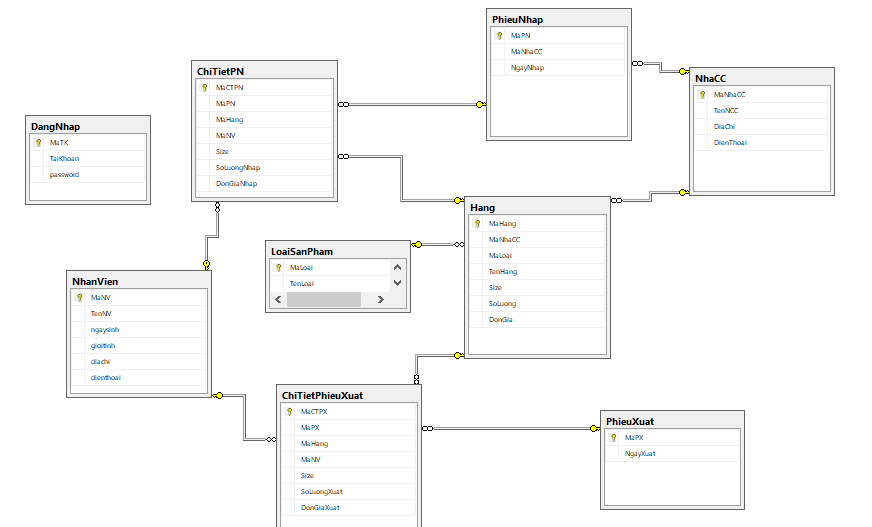 PhieuNhap
MaPN
MaNhaCC
NgayNhap
ChiTietPN
MaCTPN
MaPN
MaHang
MaNV
Size
SoLuongNhap
DonGiaNhap
NhaCC
MaNhaCC
TenNCC
DiaChi
DienThoai
DangNhap
MaTK
TaiKhoan
password
Hang
MaHang
MaNhaCC
MaLoai
TenHang
Size
SoLuong
DonGia
LoaiSanPham
MaLoai
TenLoai
NhanVien
MaNV
TenNV
ngaysinh
gioitinh
diachi
dienthoai
ChiTietPhieuXuat
MaCTPX
MaPX
MaHang
MaNV
Size
SoLuongXuat
DonGiaXuat
PhieuXuat
MaPX
NgayXuat